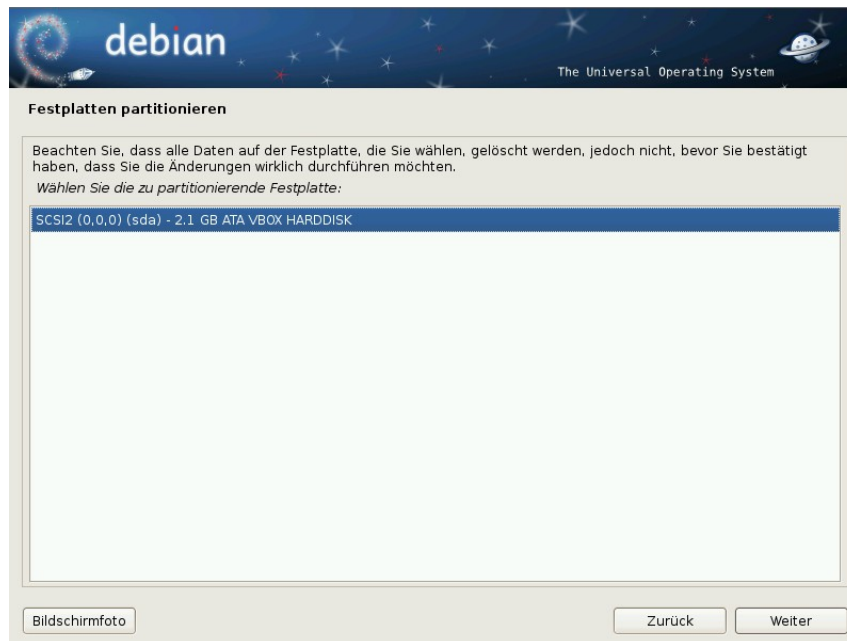 debian
The Universal Operating System
Festplatten partitionieren
Beachten Sie, dass alle Daten auf der Festplatte, die Sie wählen, gelöscht werden, jedoch nicht, bevor Sie bestätigt
haben, dass Sie die Änderungen wirklich durchführen möchten.
Wählen Sie die zu partitionierende Festplatte:
SCSI2 (0,0,0) (sda) - 2.1 GB ATA VBOX HARDDISK
Bildschirmfoto
Zurück
Weiter